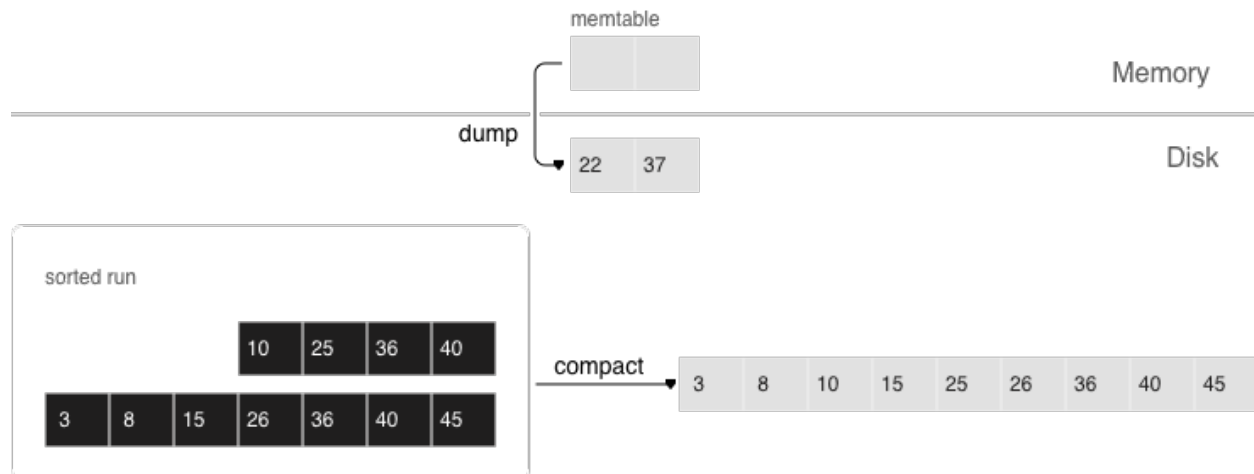 memtable
Memory
dump
Disk
22 37
sorted run
10 25 36 40
compact
3 8 10 15 25 26 36 40 45
3 8 15 26 36 40 45